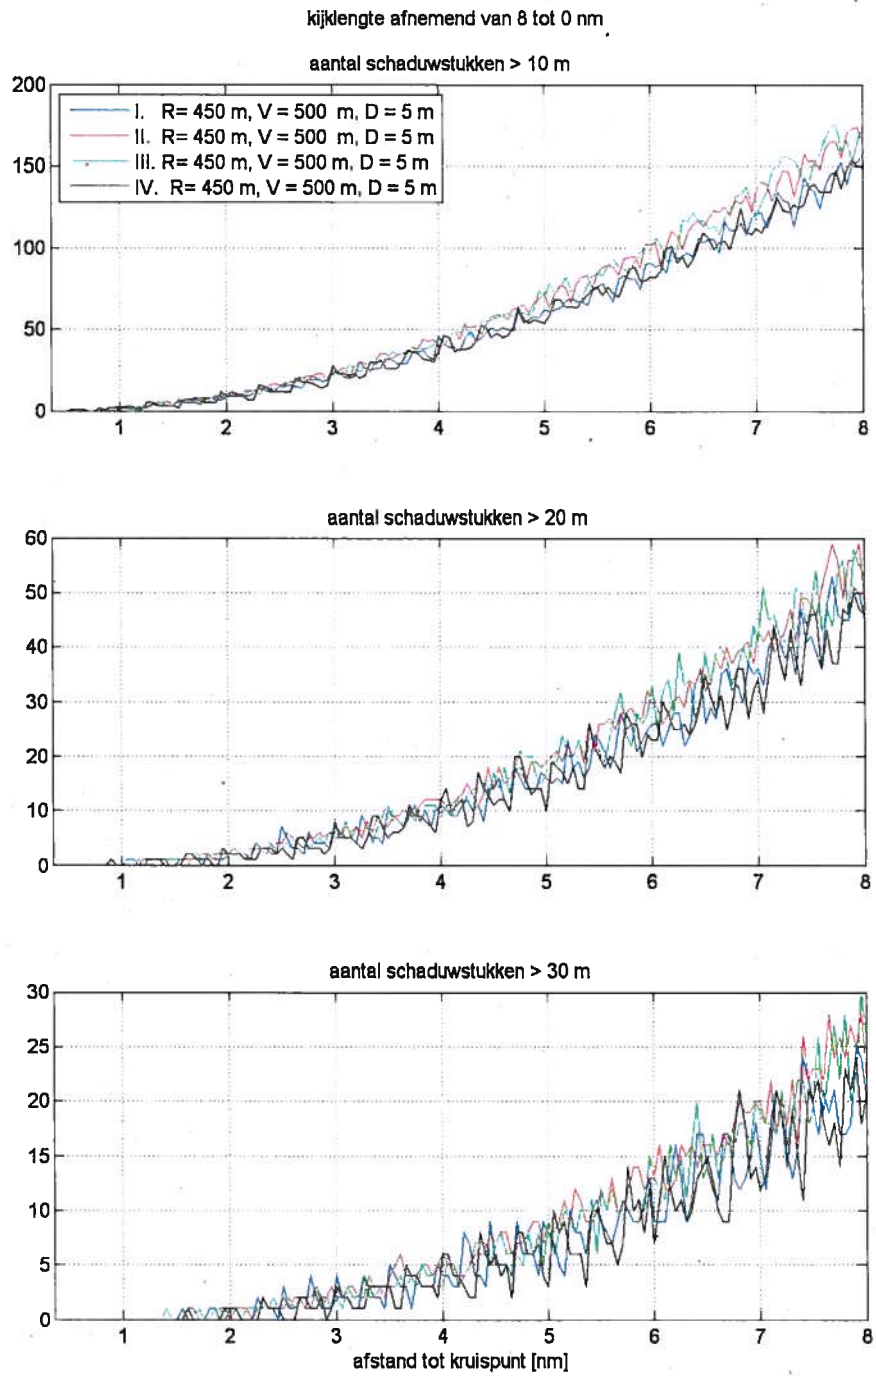 kijklengte afnemend van 8 tot 0 nm
aantal schaduwstukken > 10 m
200
150
100
50
0
I. R= 450 m, V = 500 m, D = 5 m
II. R= 450 m, V = 500 m, D = 5 m
III. R= 450 m, V = 500 m, D = 5 m
IV. R= 450 m, V = 500 m, D = 5 m
1 2 3 4 5 6 7 8
aantal schaduwstukken > 20 m
60
50
40
30
20
10
0
1 2 3 4 5 6 7 8
aantal schaduwstukken > 30 m
30
25
20
15
10
5
0
1 2 3 4 5 6 7 8
afstand tot kruispunt [nm]